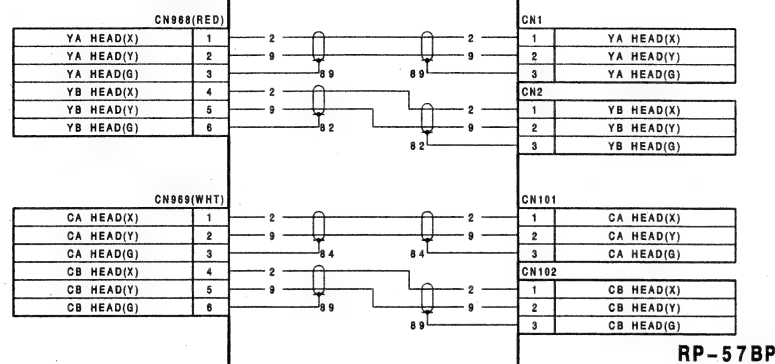 CN968(RED) CN1
YA HEAD(X) 1 2 2 1 YA HEAD(X)
YA HEAD(Y) 2 9 9 2 YA HEAD(Y)
YA HEAD(G) 3 89 89 3 YA HEAD(G)
YB HEAD(X) 4 2 CN2
YB HEAD(Y) 5 9 2 1 YB HEAD(X)
YB HEAD(G) 6 82 9 2 YB HEAD(Y)
82 3 YB HEAD(G)
CN969(WHT) CN101
CA HEAD(X) 1 2 2 1 CA HEAD(X)
CA HEAD(Y) 2 9 9 2 CA HEAD(Y)
CA HEAD(G) 3 84 84 3 CA HEAD(G)
CB HEAD(X) 4 2 CN102
CB HEAD(Y) 5 9 2 1 CB HEAD(X)
CB HEAD(G) 6 89 9 2 CB HEAD(Y)
89 3 CB HEAD(G)
RP-57BP